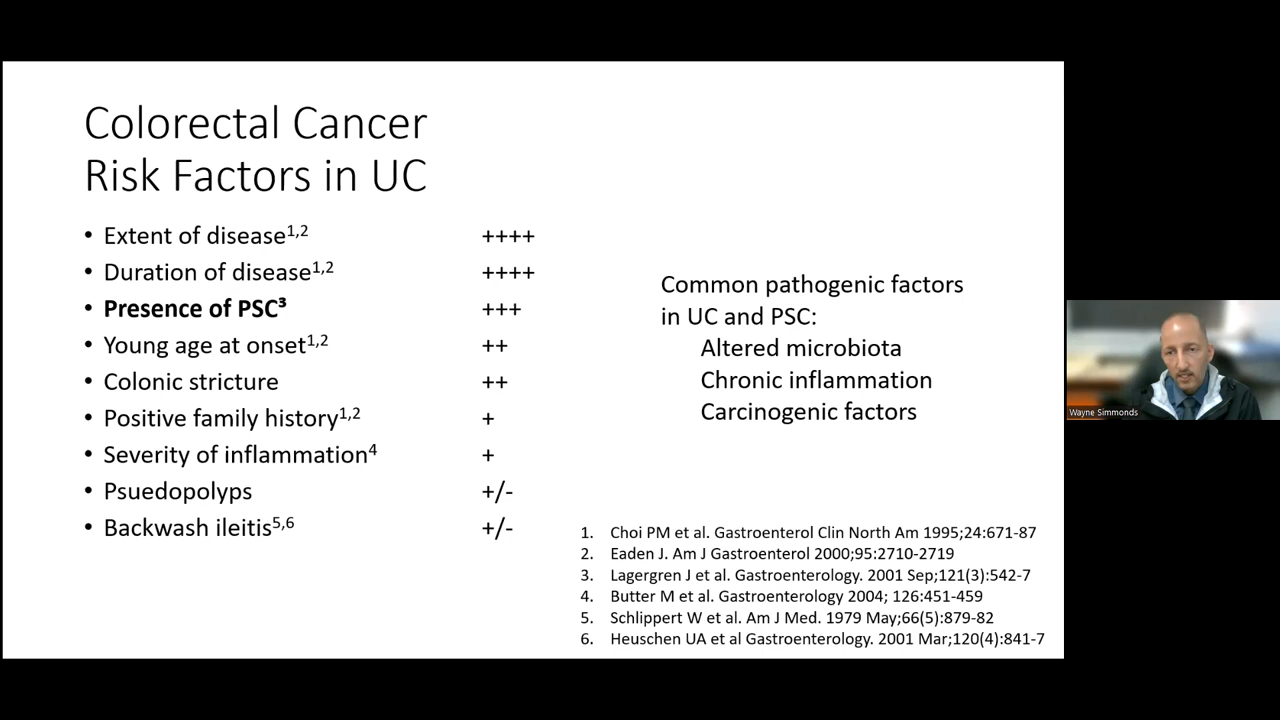 Colorectal Cancer
Risk Factors in UC
• Extent of disease¹,² ++++
• Duration of disease¹,² ++++
• Presence of PSC³ +++
• Young age at onset¹,² ++
• Colonic stricture ++
• Positive family history¹,² +
• Severity of inflammation⁴ +
• Psuedopolyps +/-
• Backwash ileitis⁵,⁶ +/-
Common pathogenic factors
in UC and PSC:
Altered microbiota
Chronic inflammation
Carcinogenic factors
1. Choi PM et al. Gastroenterol Clin North Am 1995;24:671-87
2. Eaden J. Am J Gastroenterol 2000;95:2710-2719
3. Lagergren J et al. Gastroenterology. 2001 Sep;121(3):542-7
4. Butter M et al. Gastroenterology 2004; 126:451-459
5. Schlippert W et al. Am J Med. 1979 May;66(5):879-82
6. Heuschen UA et al Gastroenterology. 2001 Mar;120(4):841-7
Wayne Simmonds